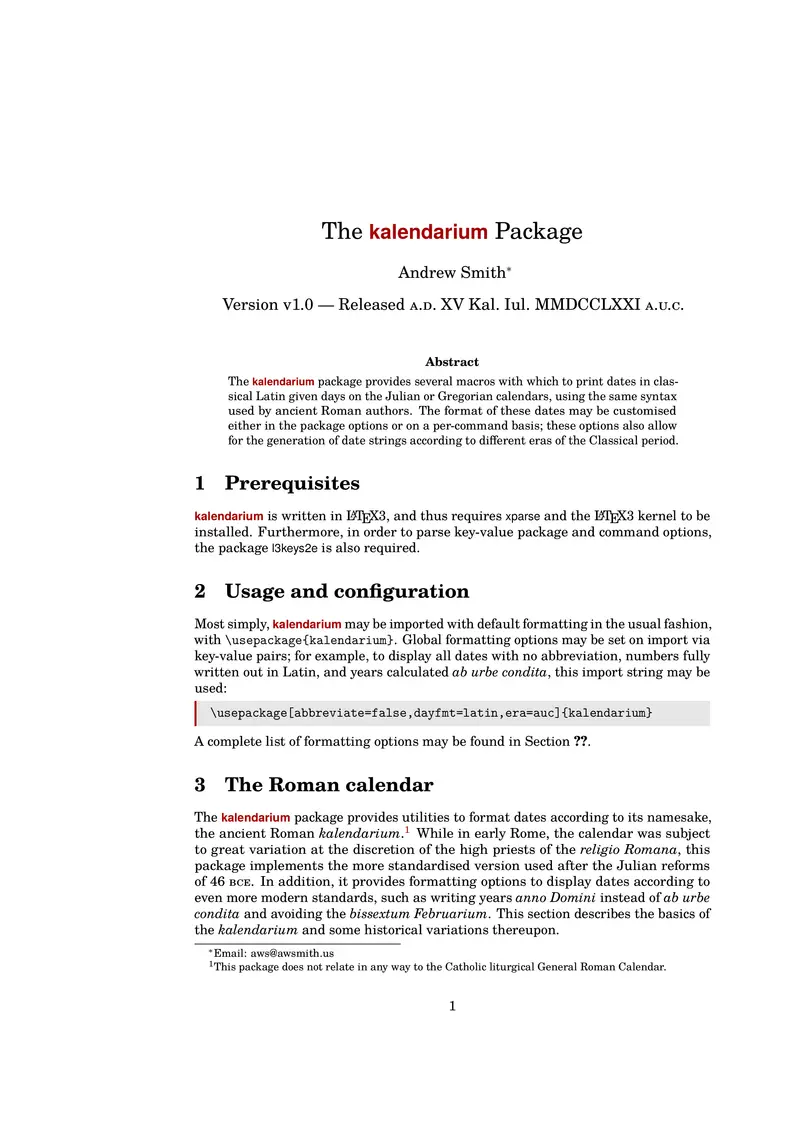 The kalendarium Package
Andrew Smith*
Version v1.0 — Released A.D. XV Kal. Iul. MMDCCLXXI A.U.C.
Abstract
The kalendarium package provides several macros with which to print dates in clas-
sical Latin given days on the Julian or Gregorian calendars, using the same syntax
used by ancient Roman authors. The format of these dates may be customised
either in the package options or on a per-command basis; these options also allow
for the generation of date strings according to different eras of the Classical period.
1 Prerequisites
kalendarium is written in LATEX3, and thus requires xparse and the LATEX3 kernel to be
installed. Furthermore, in order to parse key-value package and command options,
the package l3keys2e is also required.
2 Usage and configuration
Most simply, kalendarium may be imported with default formatting in the usual fashion,
with \usepackage{kalendarium}. Global formatting options may be set on import via
key-value pairs; for example, to display all dates with no abbreviation, numbers fully
written out in Latin, and years calculated ab urbe condita, this import string may be
used:
\usepackage[abbreviate=false,dayfmt=latin,era=auc]{kalendarium}
A complete list of formatting options may be found in Section ??.
3 The Roman calendar
The kalendarium package provides utilities to format dates according to its namesake,
the ancient Roman kalendarium.1 While in early Rome, the calendar was subject
to great variation at the discretion of the high priests of the religio Romana, this
package implements the more standardised version used after the Julian reforms
of 46 BCE. In addition, it provides formatting options to display dates according to
even more modern standards, such as writing years anno Domini instead of ab urbe
condita and avoiding the bissextum Februarium. This section describes the basics of
the kalendarium and some historical variations thereupon.
*Email: aws@awsmith.us
1This package does not relate in any way to the Catholic liturgical General Roman Calendar.
1